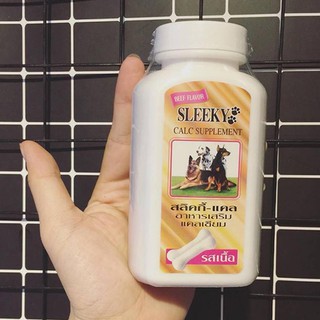 BEEF FLAVOR
SLEEKY
CALC SUPPLEMENT
สลิคกี้-แคล
อาหารเสริม
แคลเซียม
รสเนื้อ